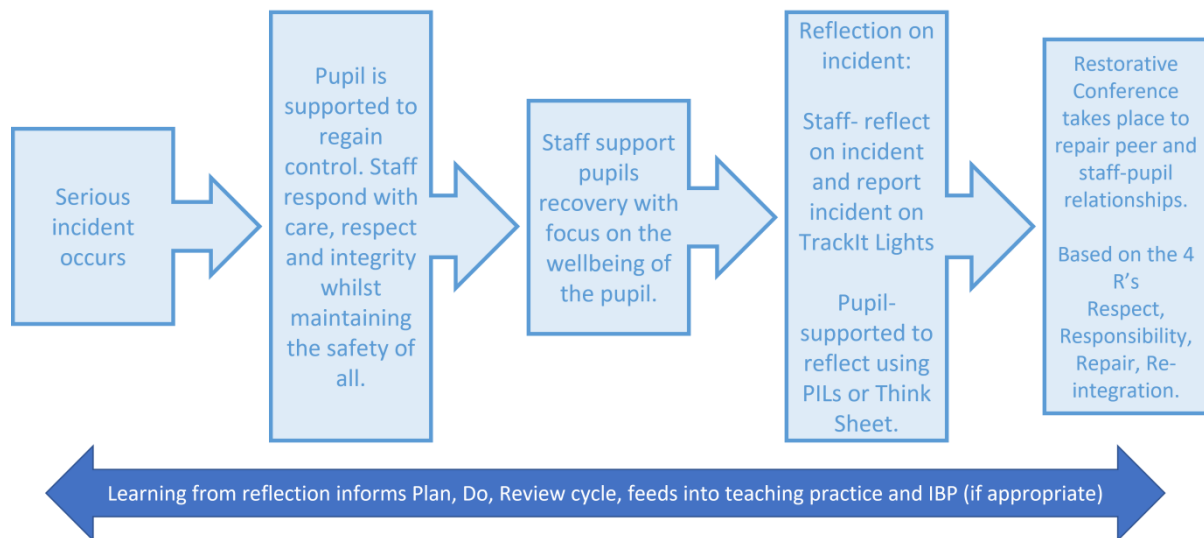 Serious
incident
occurs
Pupil is
supported to
regain
control. Staff
respond with
care, respect
and integrity
whilst
maintaining
the safety of
all.
Staff support
pupils
recovery with
focus on the
wellbeing of
the pupil.
Reflection on
incident:
Staff- reflect
on incident
and report
incident on
TrackIt Lights
Pupil-
supported to
reflect using
PILs or Think
Sheet.
Restorative
Conference
takes place to
repair peer and
staff-pupil
relationships.
Based on the 4
R’s
Respect,
Responsibility,
Repair, Re-
integration.
Learning from reflection informs Plan, Do, Review cycle, feeds into teaching practice and IBP (if appropriate)